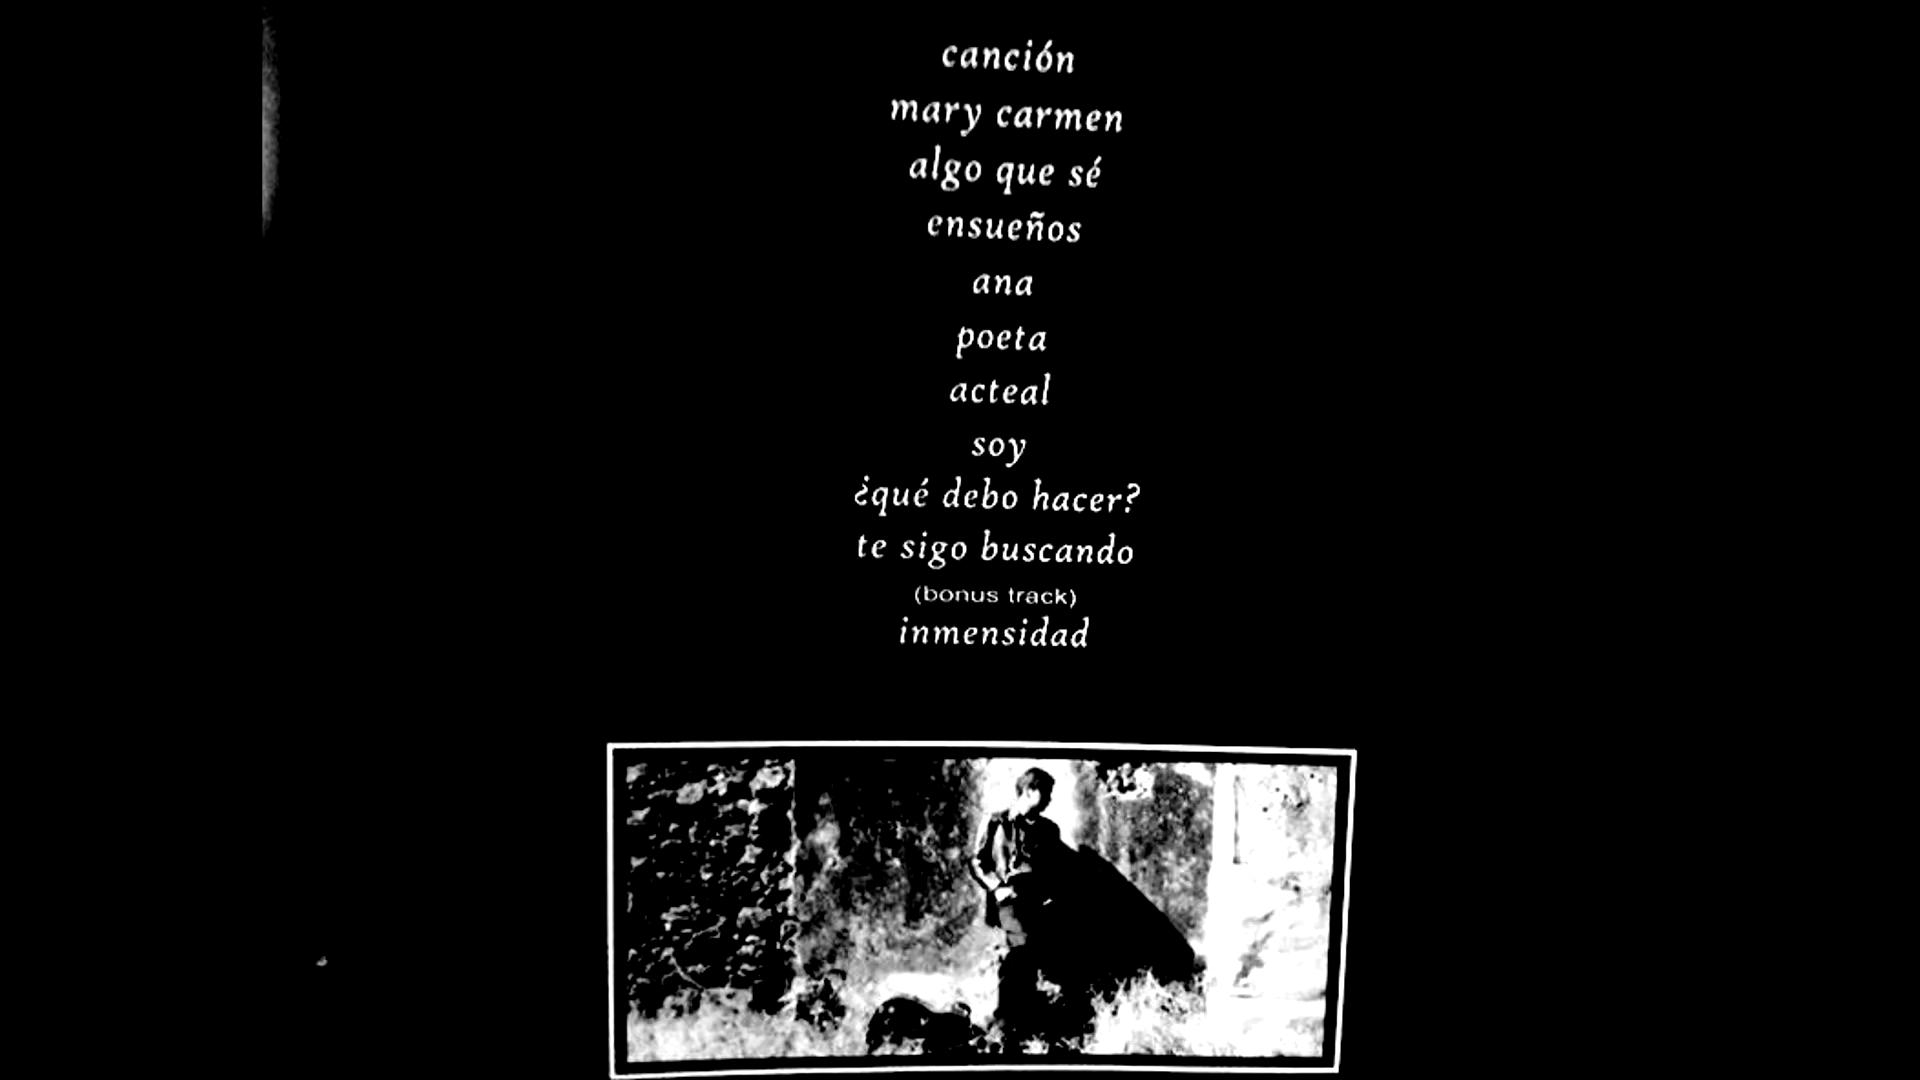 canción
mary carmen
algo que sé
ensueños
ana
poeta
acteal
soy
¿qué debo hacer?
te sigo buscando
(bonus track)
inmensidad